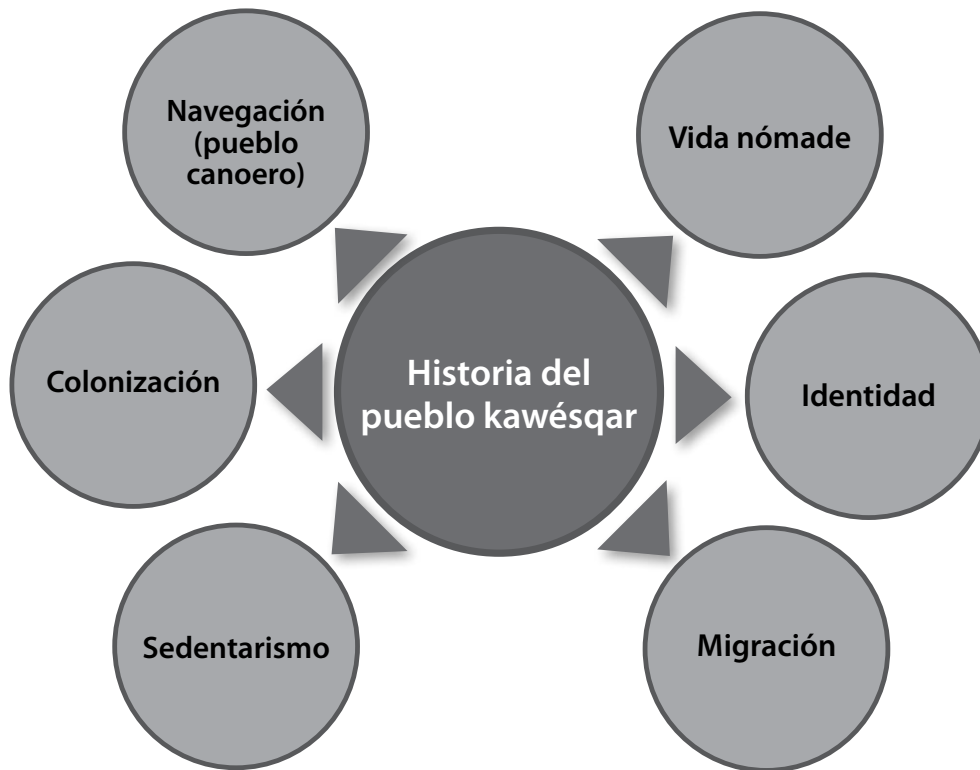 Navegación
(pueblo
canoero)
Vida nómade
Colonización
Historia del
pueblo kawésqar
Identidad
Sedentarismo
Migración